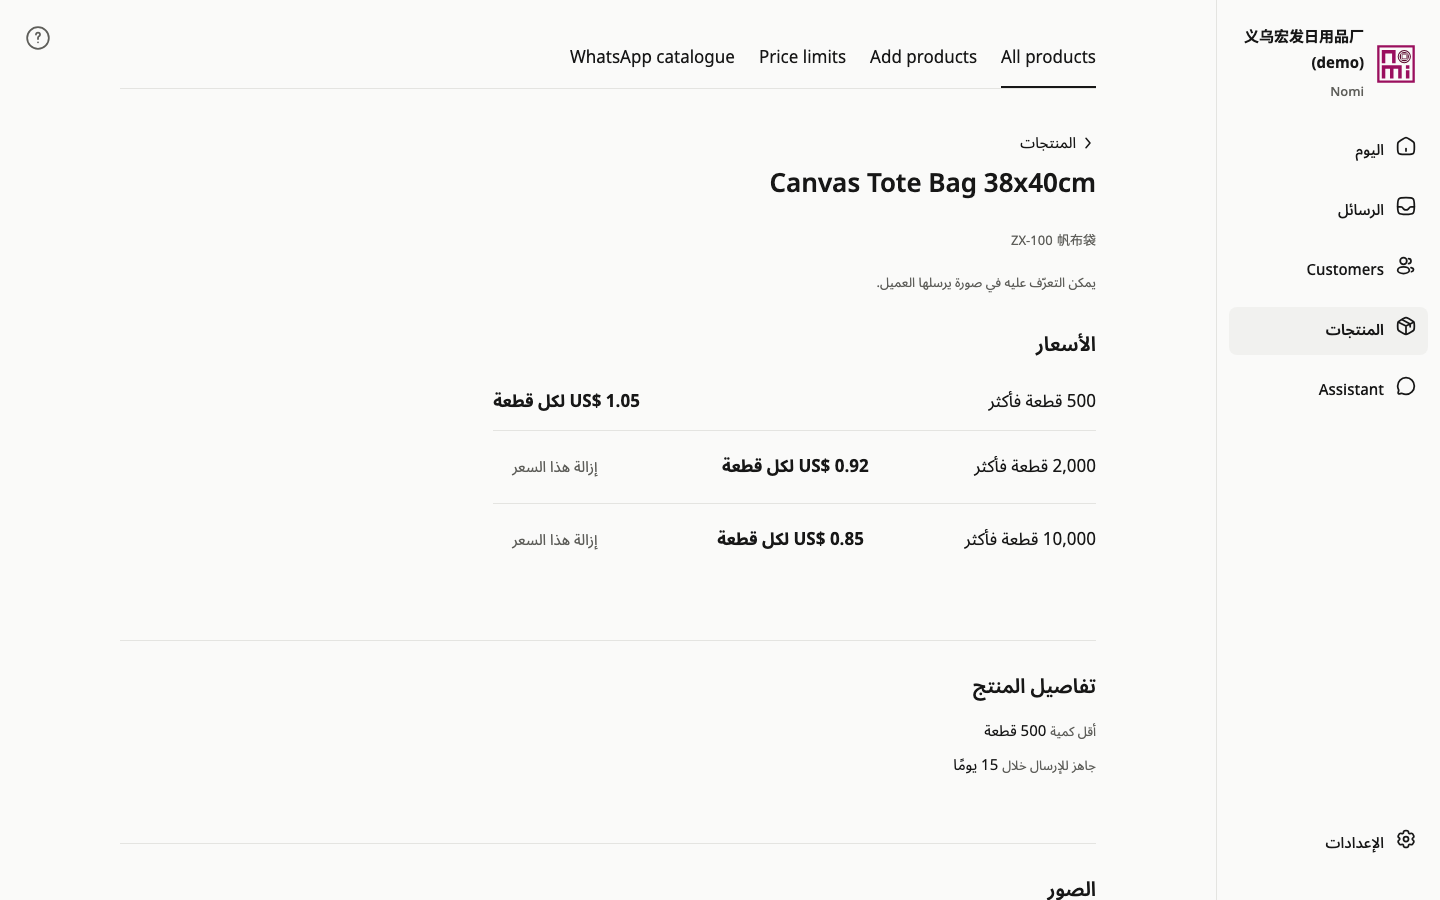 义乌宏发日用品厂
(demo)
Nomi
اليوم
الرسائل
Customers
المنتجات
Assistant
الإعدادات
All products
Add products
Price limits
WhatsApp catalogue
المنتجات
Canvas Tote Bag 38x40cm
ZX-100 帆布袋
يمكن التعرّف عليه في صورة يرسلها العميل.
الأسعار
500 قطعة فأكثر
US$ 1.05 لكل قطعة
2,000 قطعة فأكثر
US$ 0.92 لكل قطعة
إزالة هذا السعر
10,000 قطعة فأكثر
US$ 0.85 لكل قطعة
إزالة هذا السعر
تفاصيل المنتج
أقل كمية 500 قطعة
جاهز للإرسال خلال 15 يومًا
الصور